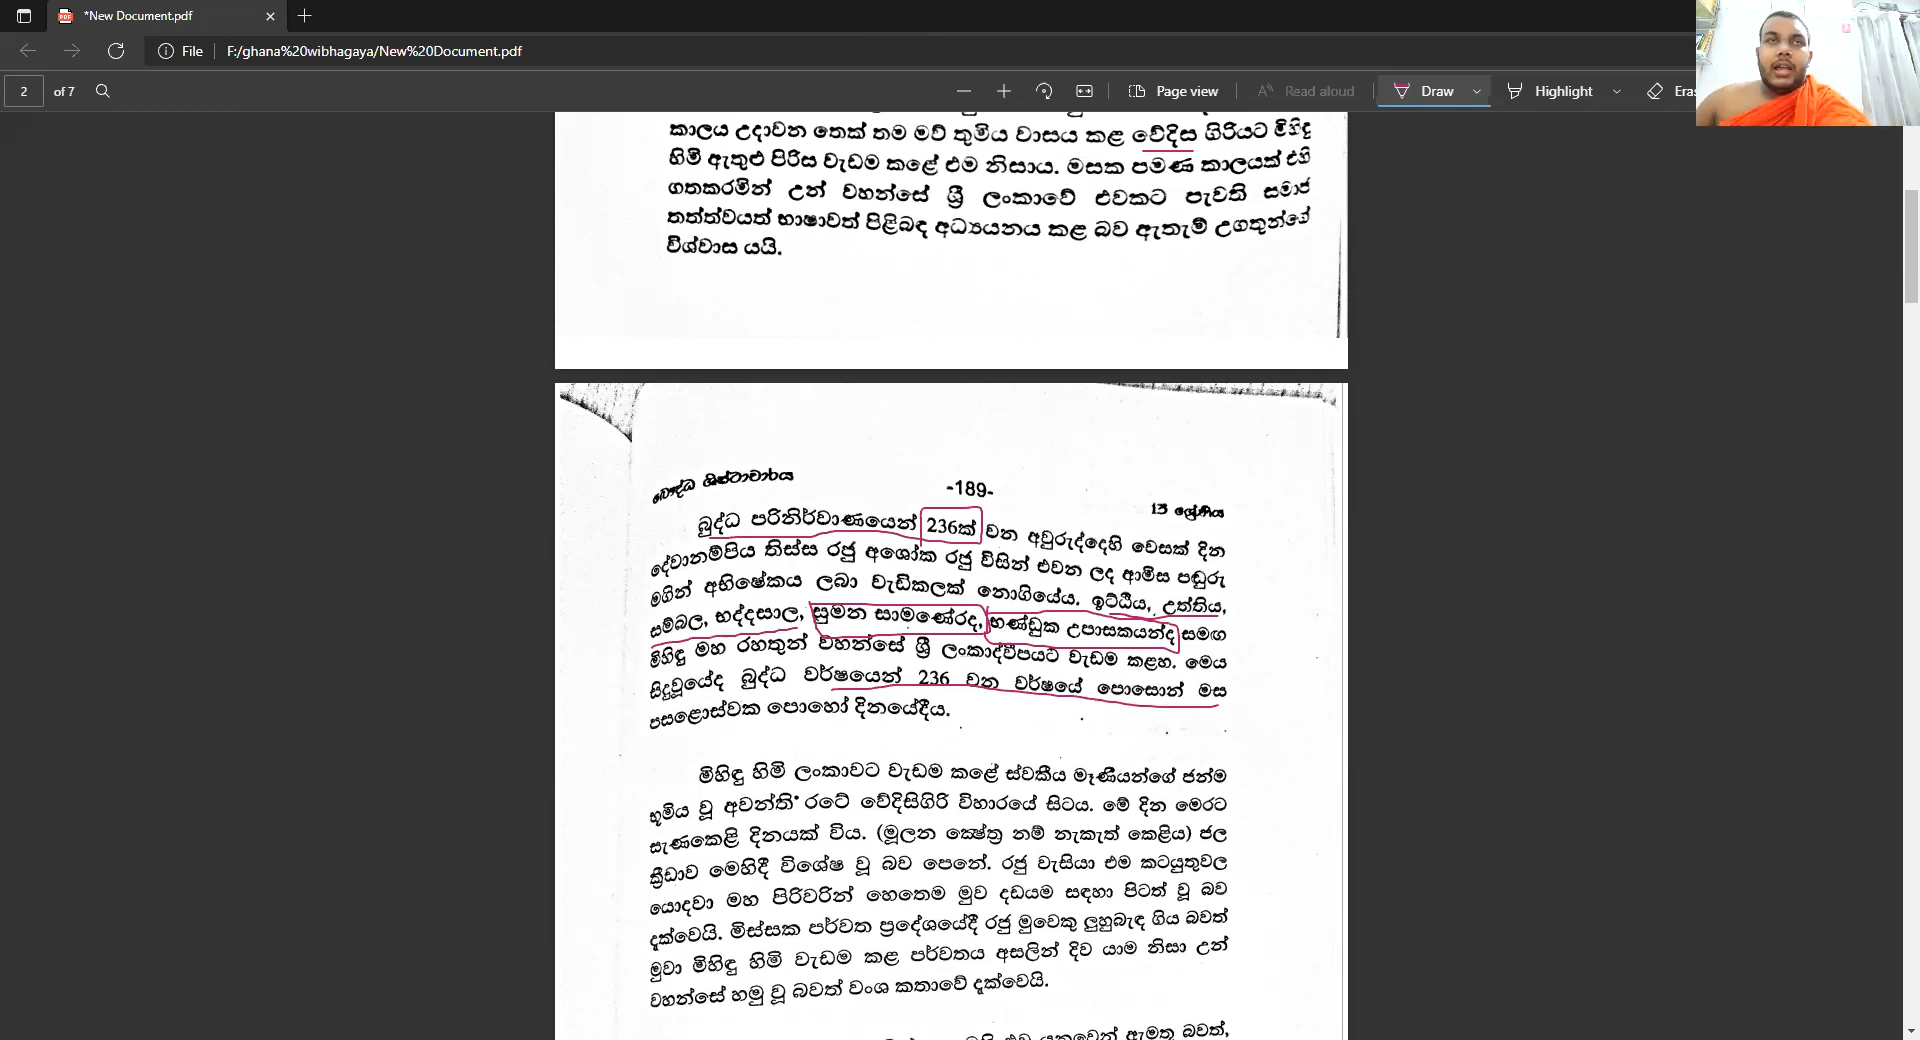 *New Document.pdf
File
F:/ghana%20wibhagaya/New%20Document.pdf
2 of 7
Page view
Read aloud
Draw
Highlight
කාලය උදාවන තෙක් තම මව් තුමිය වාසය කළ වේදිස ගිරියට මිහිඳු
හිමි ඇතුළු පිරිස වැඩම කළේ එම නිසාය. මසක පමණ කාලයක් එහි
ගතකරමින් උන් වහන්සේ ශ්‍රී ලංකාවේ එවකට පැවති සමාජ
තත්ත්වයත් භාෂාවත් පිළිබඳ අධ්‍යයනය කළ බව ඇතැම් උගතුන්ගේ
විශ්වාස යයි.
බෞද්ධ ශිෂ්ටාචාරය
-189-
13 ශ්‍රේණිය
බුද්ධ පරිනිර්වාණයෙන් 236ක් වන අවුරුද්දෙහි වෙසක් දින
දේවානම්පිය තිස්ස රජු අශෝක රජු විසින් එවන ලද ආමිස පඬුරු
මගින් අභිෂේකය ලබා වැඩිකලක් නොගියේය. ඉට්ඨිය, උත්තිය,
සම්බල, භද්දසාල, සුමන සාමණේරද, භණ්ඩුක උපාසකයන්ද සමඟ
මිහිඳු මහ රහතුන් වහන්සේ ශ්‍රී ලංකාද්වීපයට වැඩම කළහ. මෙය
සිදුවූයේද බුද්ධ වර්ෂයෙන් 236 වන වර්ෂයේ පොසොන් මස
පසළොස්වක පොහෝ දිනයේදීය.
මිහිඳු හිමි ලංකාවට වැඩම කළේ ස්වකීය මෑණියන්ගේ ජන්ම
භූමිය වූ අවන්ති රටේ වේදිසිගිරි විහාරයේ සිටය. මේ දින මෙරට
සැණකෙළි දිනයක් විය. (මූලන ක්‍ෂේත්‍ර නම් නැකැත් කෙළිය) ජල
ක්‍රීඩාව මෙහිදී විශේෂ වූ බව පෙනේ. රජු වැසියා එම කටයුතුවල
යොදවා මහ පිරිවරින් හෙතෙම මුව දඩයම සඳහා පිටත් වූ බව
දැක්වෙයි. මිස්සක පර්වත ප්‍රදේශයේදී රජු මුවෙකු ලුහුබැඳ ගිය බවත්
මුවා මිහිඳු හිමි වැඩම කළ පර්වතය අසලින් දිව යාම නිසා උන්
වහන්සේ හමු වූ බවත් වංශ කතාවේ දැක්වෙයි.
එව යනුවෙන් ඇමතූ බවත්,